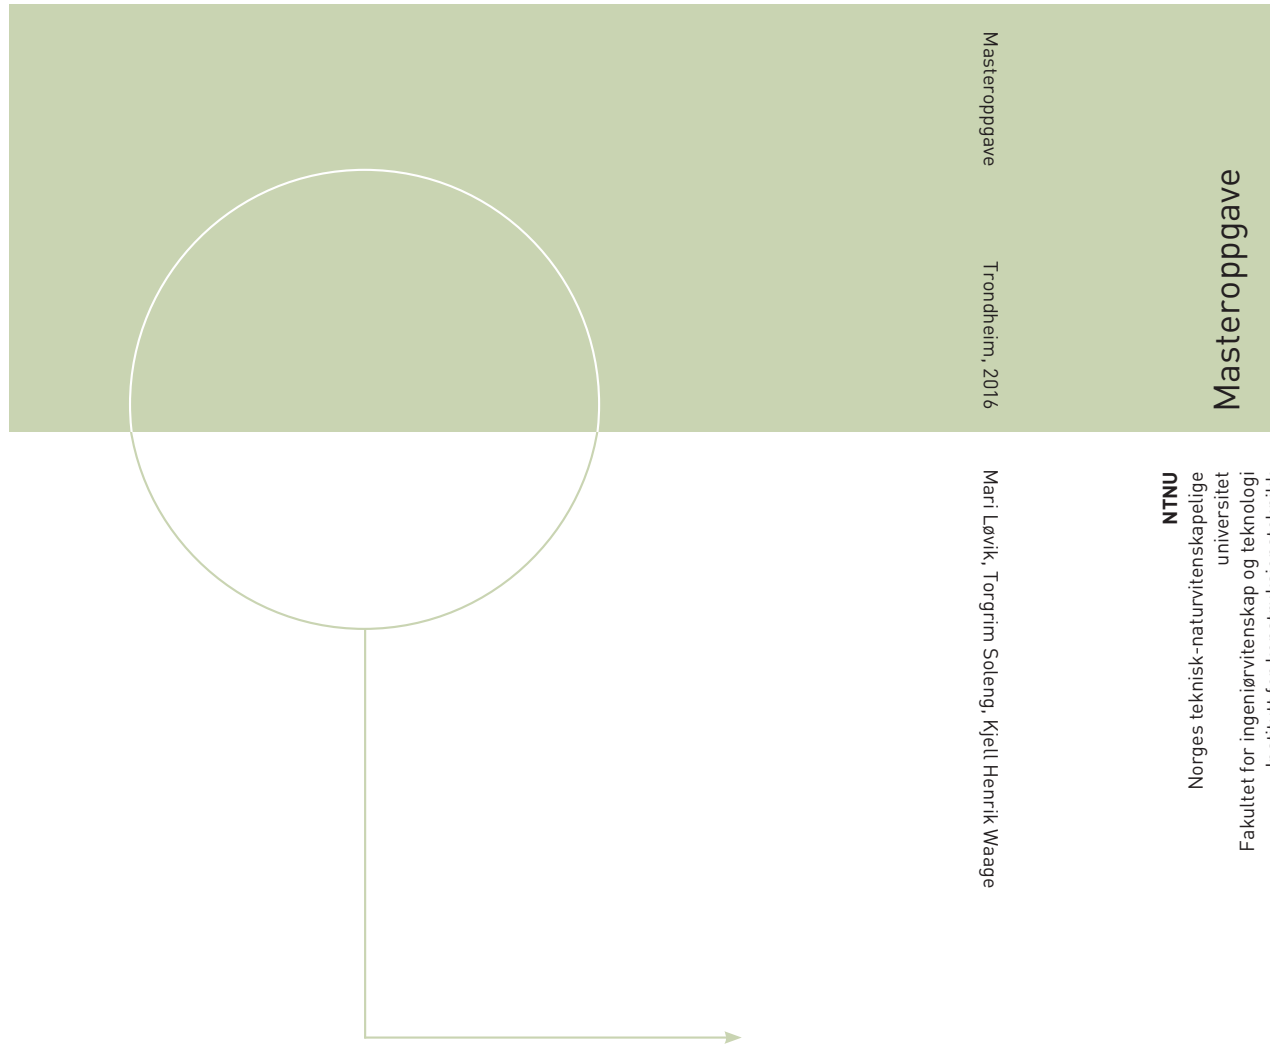 Masteroppgave
Trondheim, 2016
Mari Løvik, Torgrim Soleng, Kjell Henrik Waage
Masteroppgave
NTNU
Norges teknisk-naturvitenskapelige
universitet
Fakultet for ingeniørvitenskap og teknologi